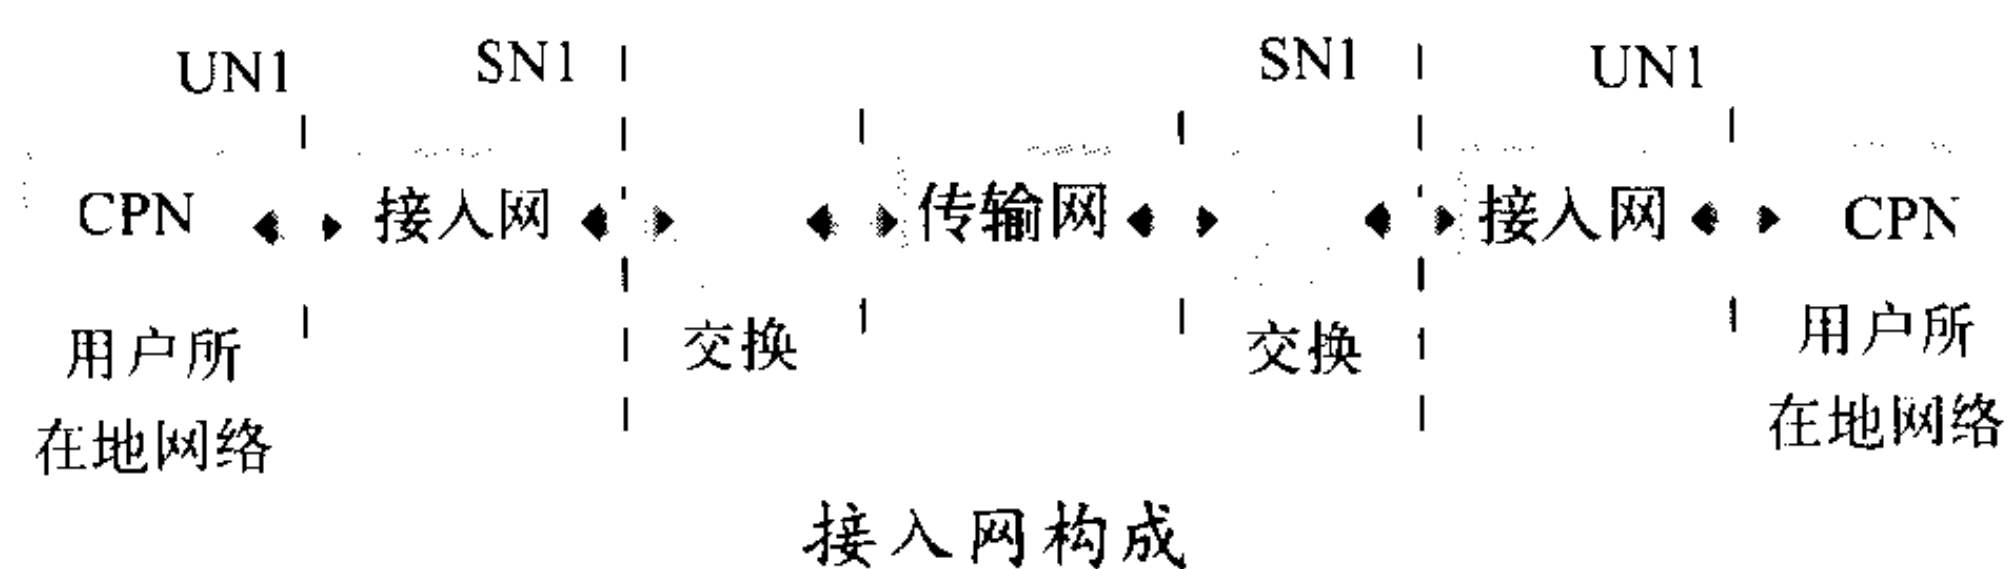 UN1 SN1 SN1 UN1
CPN 接入网 传输网 接入网 CPN
用户所 交换 交换 用户所
在地网络 在地网络
接入网构成